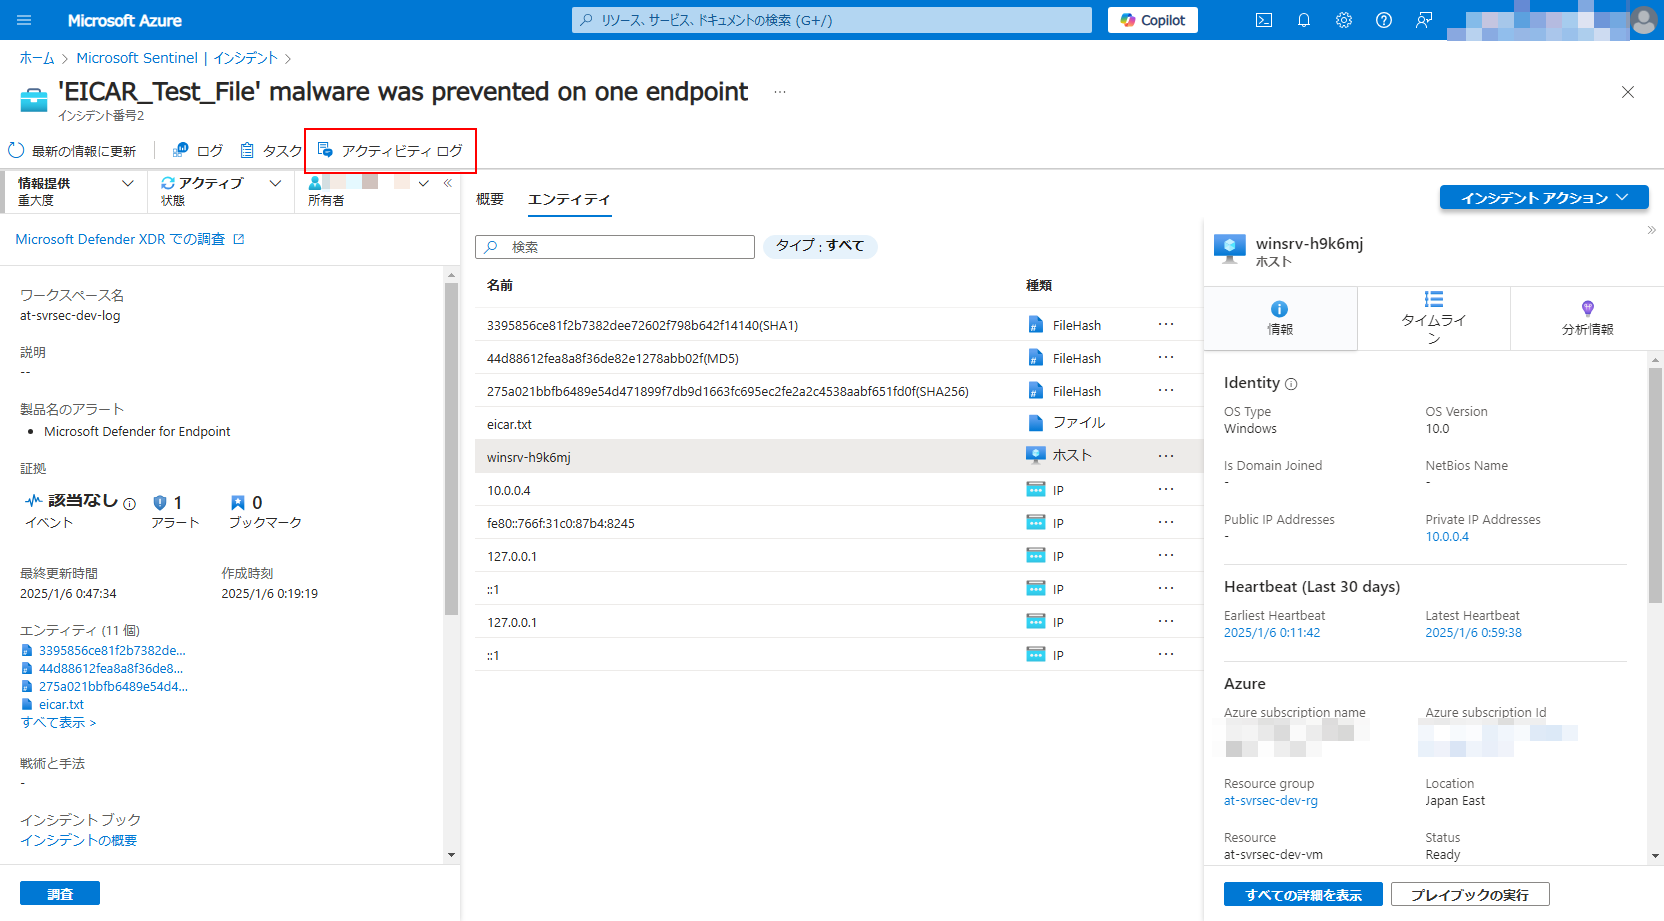 Microsoft Azure
リソース、サービス、ドキュメントの検索 (G+/)
Copilot
ホーム > Microsoft Sentinel | インシデント >
'EICAR_Test_File' malware was prevented on one endpoint ...
インシデント番号2
最新の情報に更新
ログ
タスク
アクティビティ ログ
情報提供
重大度
アクティブ
状態
所有者
Microsoft Defender XDR での調査
ワークスペース名
at-svrsec-dev-log
説明
--
製品名のアラート
• Microsoft Defender for Endpoint
証拠
該当なし
イベント
1
アラート
0
ブックマーク
最終更新時間
2025/1/6 0:47:34
作成時刻
2025/1/6 0:19:19
エンティティ (11 個)
3395856ce81f2b7382de...
44d88612fea8a8f36de8...
275a021bbfb6489e54d4...
eicar.txt
すべて表示 >
戦術と手法
-
インシデント ブック
インシデントの概要
調査
概要
エンティティ
検索
タイプ : すべて
名前 種類
3395856ce81f2b7382dee72602f798b642f14140(SHA1) FileHash ...
44d88612fea8a8f36de82e1278abb02f(MD5) FileHash ...
275a021bbfb6489e54d471899f7db9d1663fc695ec2fe2a2c4538aabf651fd0f(SHA256) FileHash ...
eicar.txt ファイル
winsrv-h9k6mj ホスト ...
10.0.0.4 IP ...
fe80::766f:31c0:87b4:8245 IP ...
127.0.0.1 IP ...
::1 IP ...
127.0.0.1 IP ...
::1 IP ...
インシデント アクション
winsrv-h9k6mj
ホスト
情報
タイムライ
ン
分析情報
Identity
OS Type
Windows
OS Version
10.0
Is Domain Joined
-
NetBios Name
-
Public IP Addresses
-
Private IP Addresses
10.0.0.4
Heartbeat (Last 30 days)
Earliest Heartbeat
2025/1/6 0:11:42
Latest Heartbeat
2025/1/6 0:59:38
Azure
Azure subscription name
Azure subscription Id
Resource group
at-svrsec-dev-rg
Location
Japan East
Resource
at-svrsec-dev-vm
Status
Ready
すべての詳細を表示
プレイブックの実行